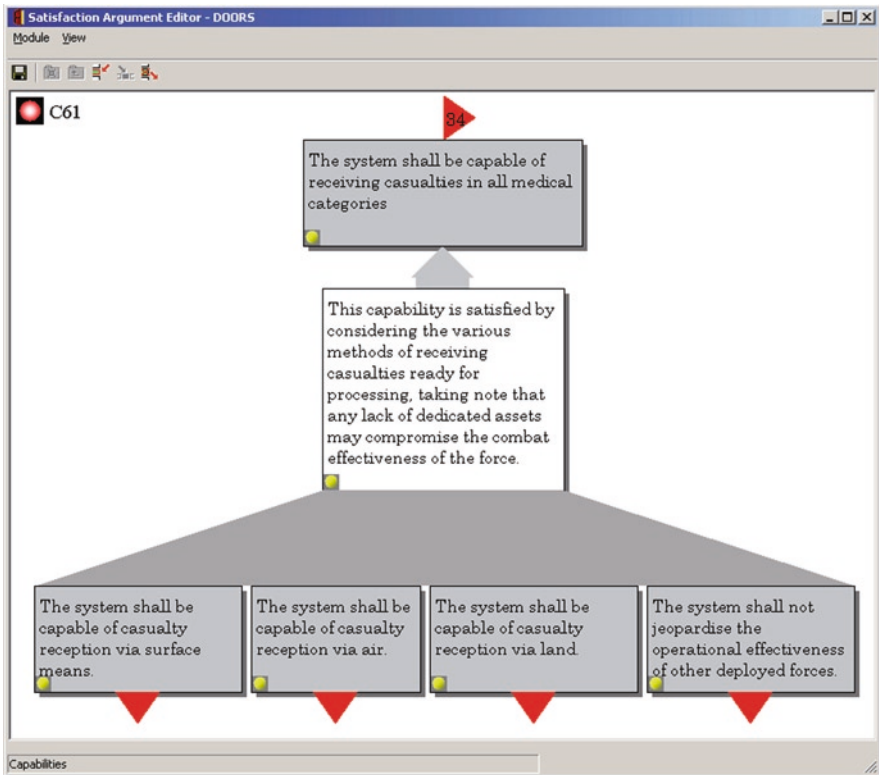 Satisfaction Argument Editor - DOORS
Module View
C61
34
The system shall be capable of
receiving casualties in all medical
categories
This capability is satisfied by
considering the various
methods of receiving
casualties ready for
processing, taking note that
any lack of dedicated assets
may compromise the combat
effectiveness of the force.
The system shall be
capable of casualty
reception via surface
means.
The system shall be
capable of casualty
reception via air.
The system shall be
capable of casualty
reception via land.
The system shall not
jeopardise the
operational effectiveness
of other deployed forces.
Capabilities